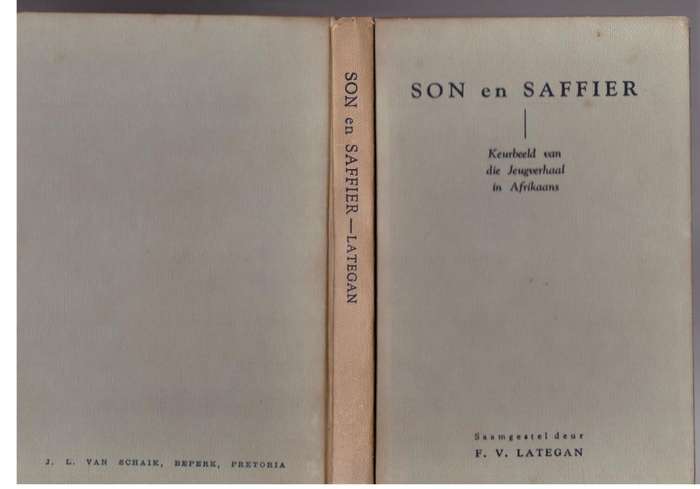 SON en SAFFIER
Keurbeeld van
die Jeugverhaal
in Afrikaans
Saamgestel deur
F. V. LATEGAN
SON en SAFFIER—LATEGAN
J. L. VAN SCHAIK, BEPERK, PRETORIA